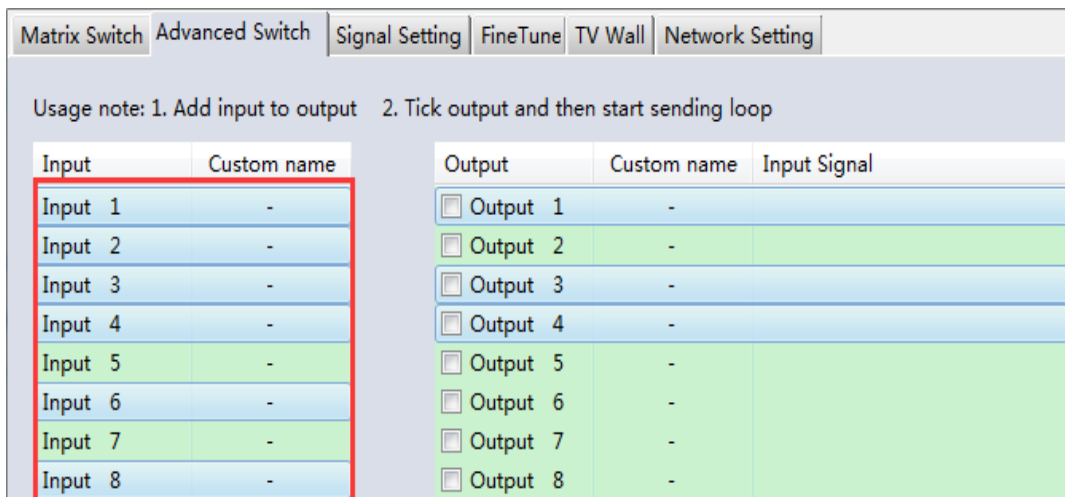 Matrix Switch Advanced Switch Signal Setting FineTune TV Wall Network Setting
Usage note: 1. Add input to output 2. Tick output and then start sending loop
Input Custom name Output Custom name Input Signal
Input 1 - Output 1 -
Input 2 - Output 2 -
Input 3 - Output 3 -
Input 4 - Output 4 -
Input 5 - Output 5 -
Input 6 - Output 6 -
Input 7 - Output 7 -
Input 8 - Output 8 -